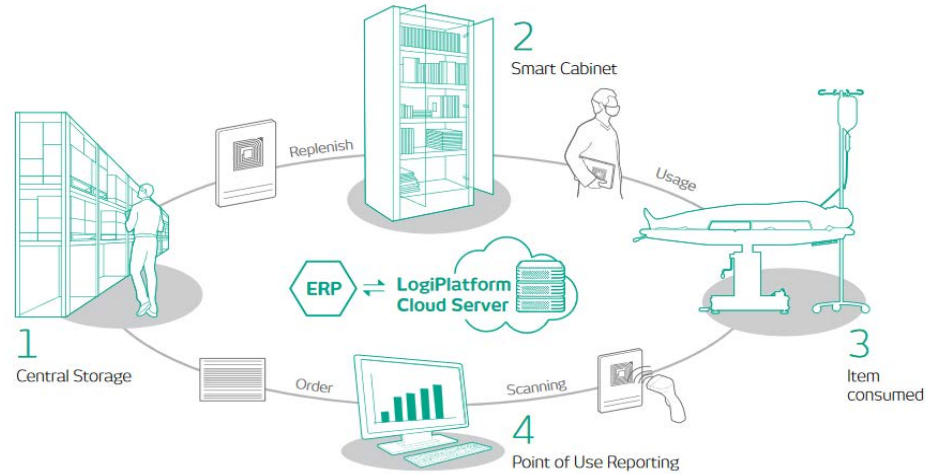 2
Smart Cabinet
Replenish
Usage
ERP
LogiPlatform
Cloud Server
1
Central Storage
3
Item
consumed
Order
Scanning
4
Point of Use Reporting